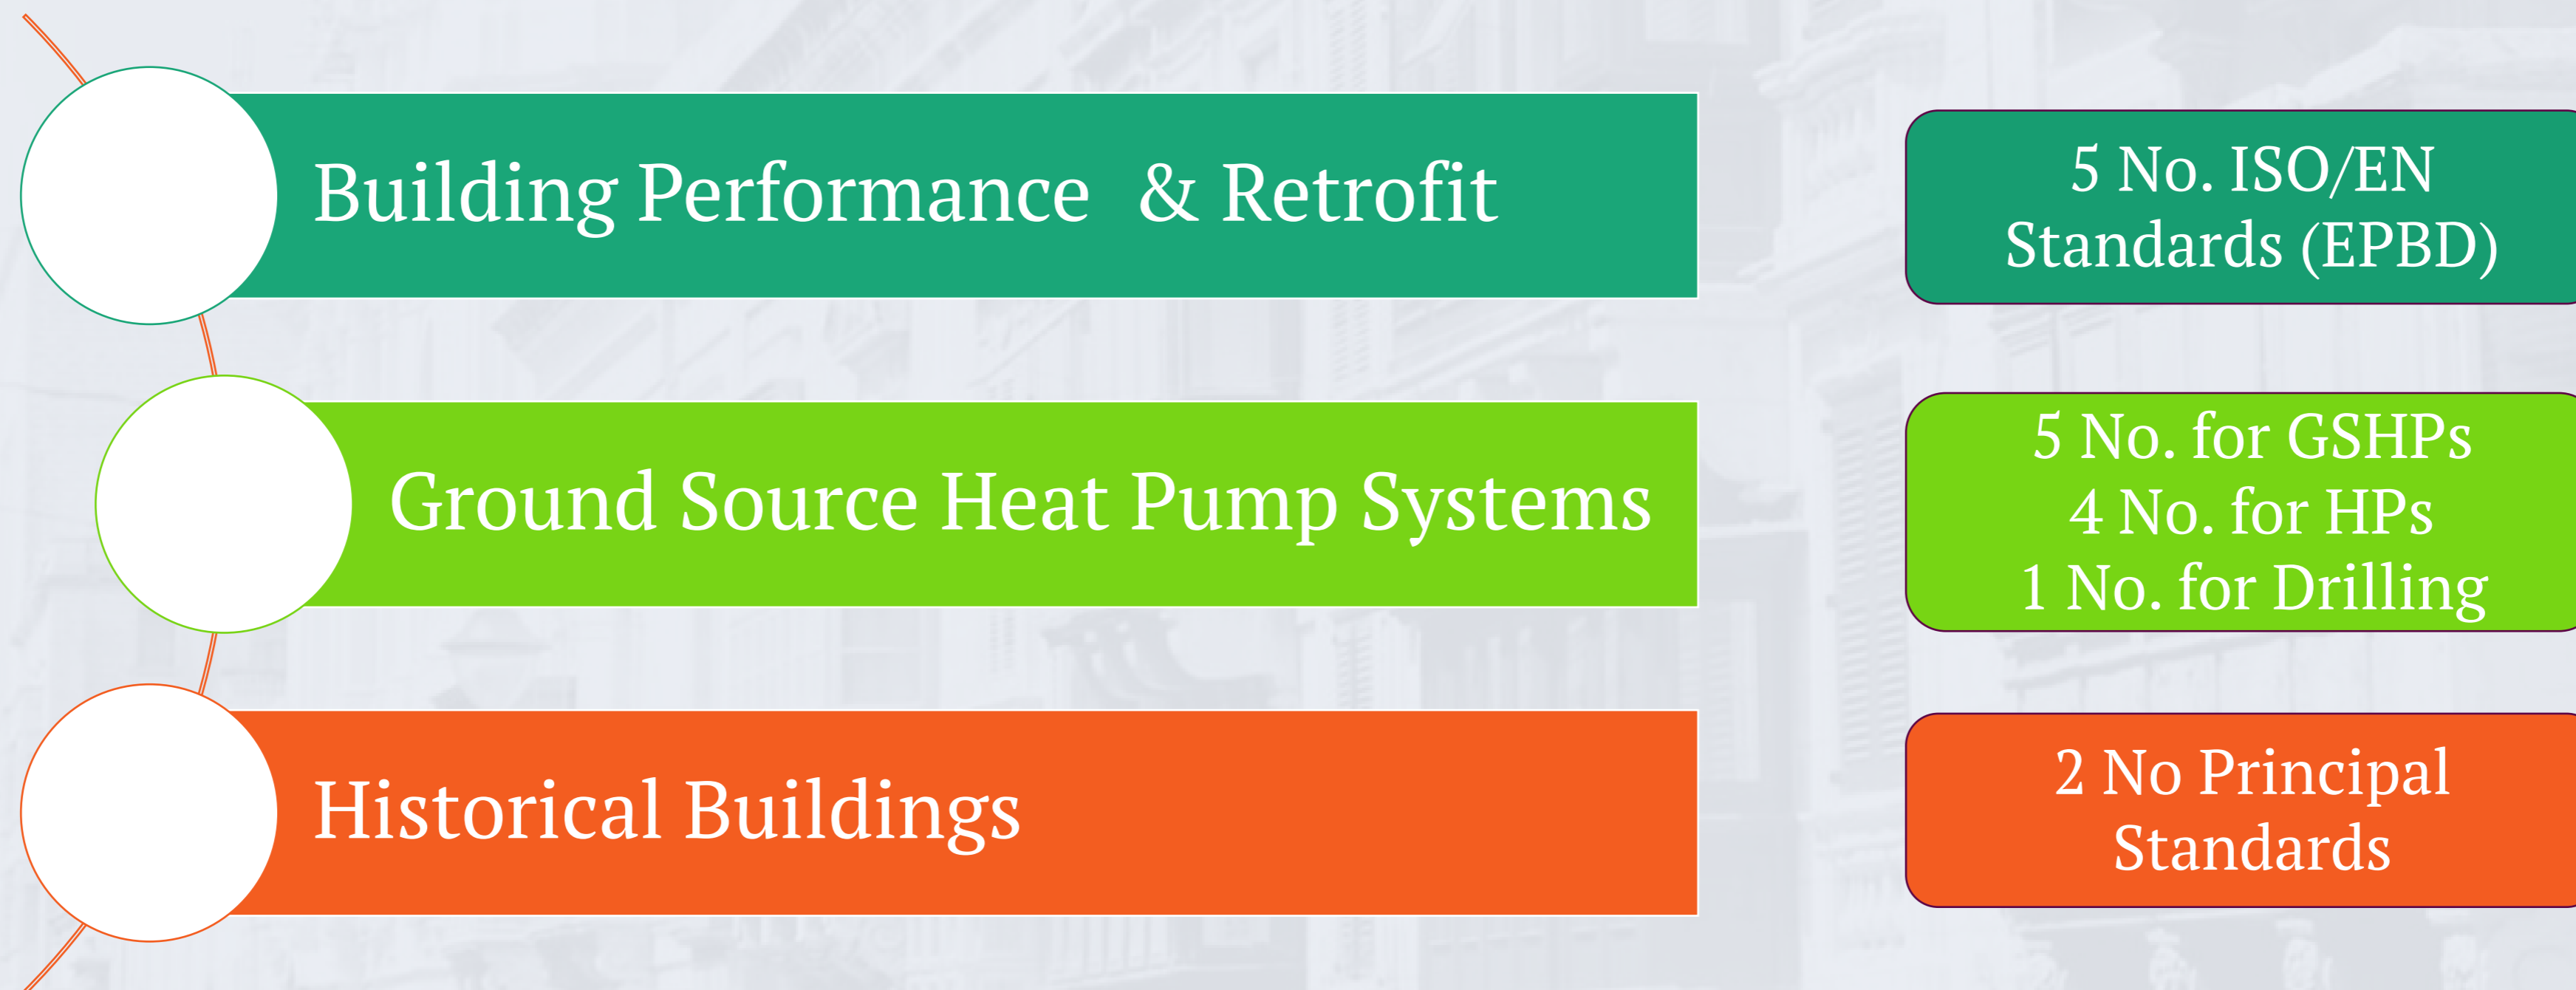 Building Performance & Retrofit
5 No. ISO/EN
Standards (EPBD)
Ground Source Heat Pump Systems
5 No. for GSHPs
4 No. for HPs
1 No. for Drilling
Historical Buildings
2 No Principal
Standards